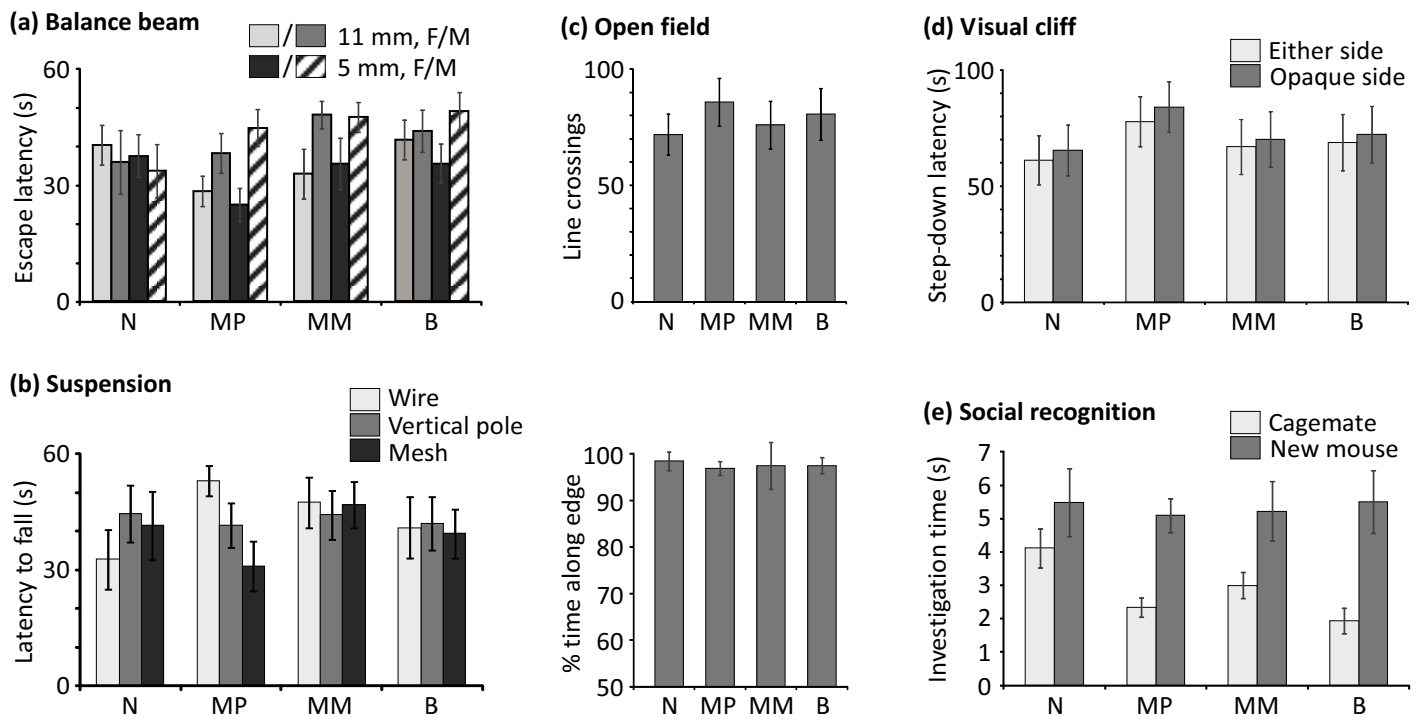 (a) Balance beam
/ 11 mm, F/M
/ 5 mm, F/M
Escape latency (s)
60
30
0
N MP MM B
(b) Suspension
Wire
Vertical pole
Mesh
Latency to fall (s)
60
30
0
N MP MM B
(c) Open field
Line crossings
100
50
0
N MP MM B
% time along edge
100
90
80
70
60
50
N MP MM B
(d) Visual cliff
Either side
Opaque side
Step-down latency (s)
100
50
0
N MP MM B
(e) Social recognition
Cagemate
New mouse
Investigation time (s)
7
6
5
4
3
2
1
0
N MP MM B